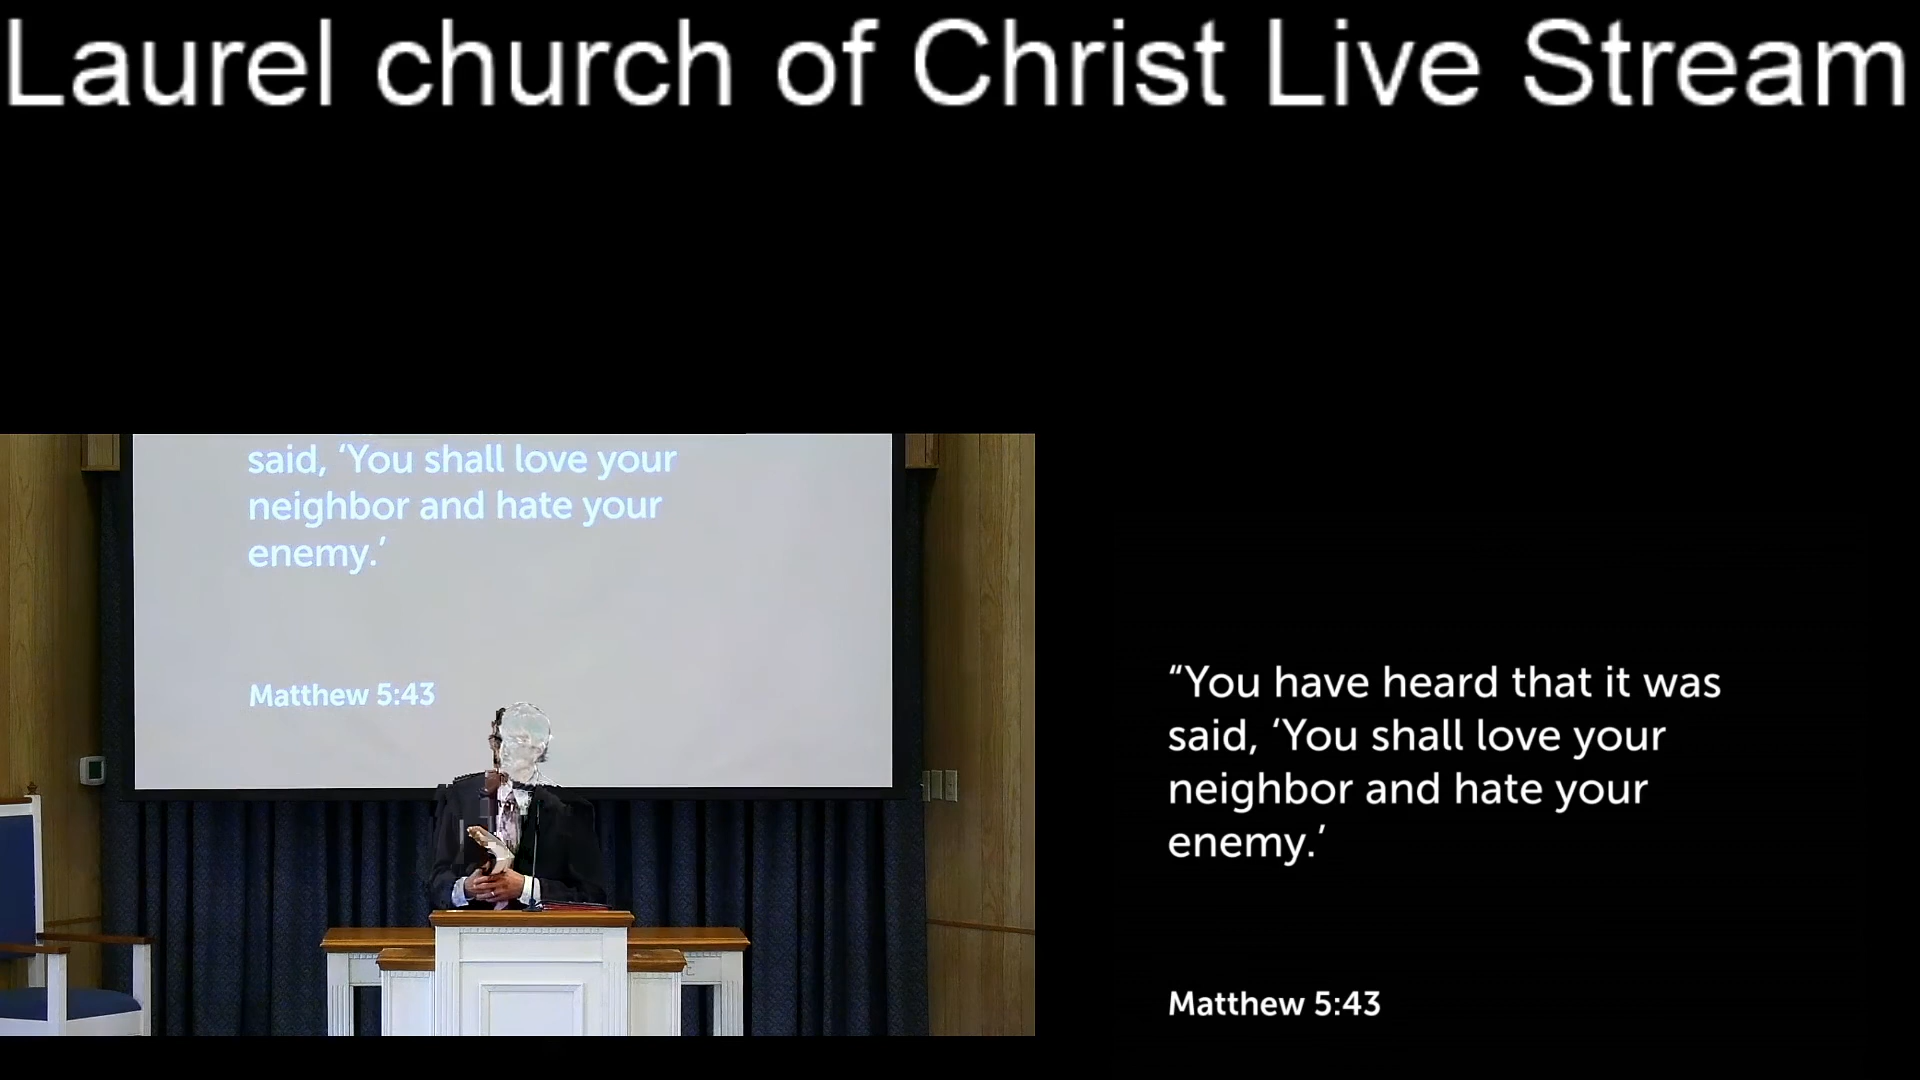 Laurel church of Christ Live Stream
said, ‘You shall love your
neighbor and hate your
enemy.’
Matthew 5:43
“You have heard that it was
said, ‘You shall love your
neighbor and hate your
enemy.’
Matthew 5:43